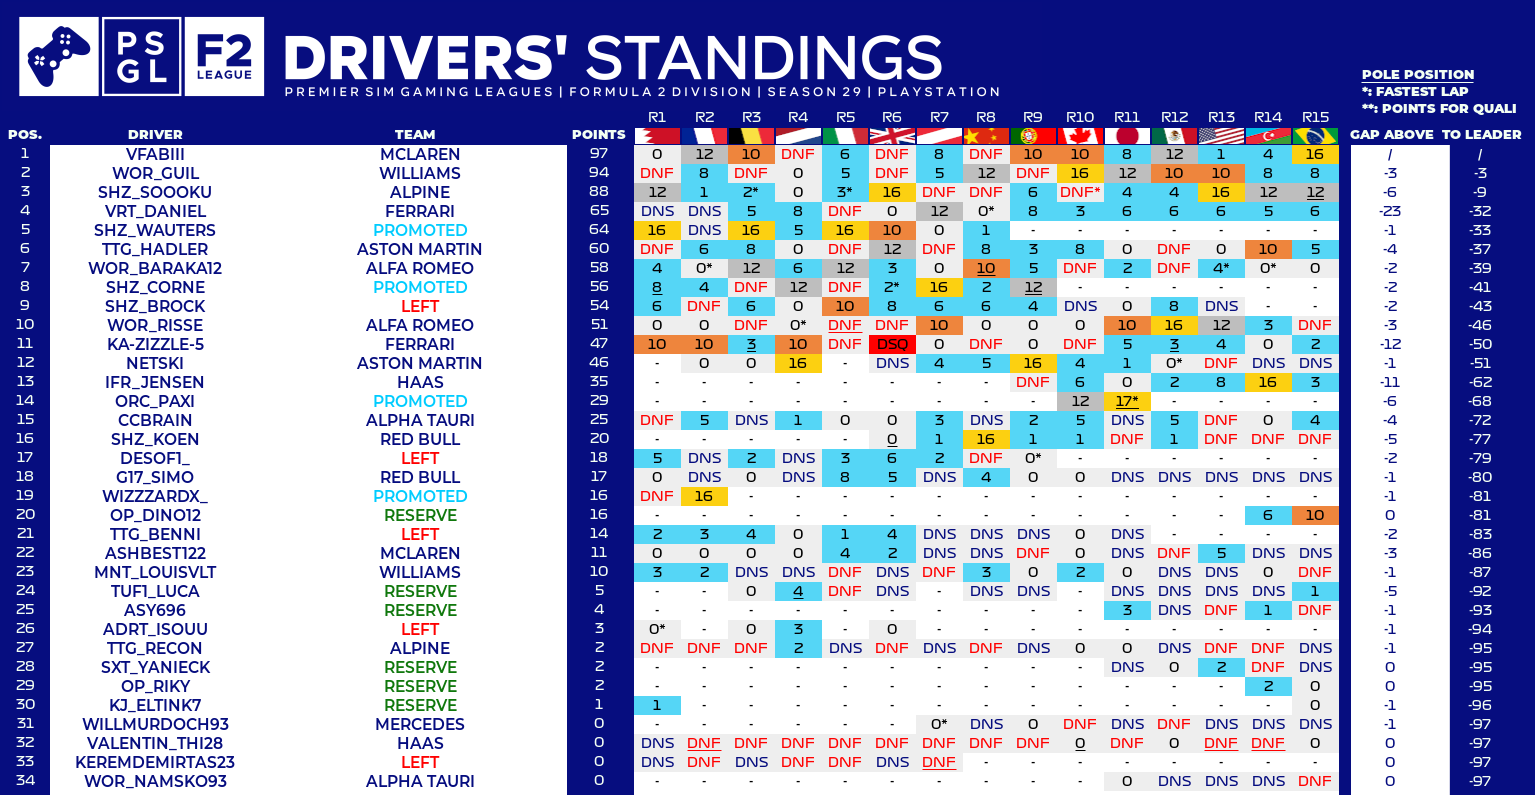 PS
GL
F2
LEAGUE
DRIVERS' STANDINGS
PREMIER SIM GAMING LEAGUES | FORMULA 2 DIVISION | SEASON 29 | PLAYSTATION
POLE POSITION
*: FASTEST LAP
**: POINTS FOR QUALI
R1 R2 R3 R4 R5 R6 R7 R8 R9 R10 R11 R12 R13 R14 R15
POS. DRIVER TEAM POINTS GAP ABOVE TO LEADER
1 VFABIII MCLAREN 97 0 12 10 DNF 6 DNF 8 DNF 10 10 8 12 1 4 16 / /
2 WOR_GUIL WILLIAMS 94 DNF 8 DNF 0 5 DNF 5 12 DNF 16 12 10 10 8 8 -3 -3
3 SHZ_SOOOKU ALPINE 88 12 1 2* 0 3* 16 DNF DNF 6 DNF* 4 4 16 12 12 -6 -9
4 VRT_DANIEL FERRARI 65 DNS DNS 5 8 DNF 0 12 0* 8 3 6 6 6 5 6 -23 -32
5 SHZ_WAUTERS PROMOTED 64 16 DNS 16 5 16 10 0 1 - - - - - - - -1 -33
6 TTG_HADLER ASTON MARTIN 60 DNF 6 8 0 DNF 12 DNF 8 3 8 0 DNF 0 10 5 -4 -37
7 WOR_BARAKA12 ALFA ROMEO 58 4 0* 12 6 12 3 0 10 5 DNF 2 DNF 4* 0* 0 -2 -39
8 SHZ_CORNE PROMOTED 56 8 4 DNF 12 DNF 2* 16 2 12 - - - - - - -2 -41
9 SHZ_BROCK LEFT 54 6 DNF 6 0 10 8 6 6 4 DNS 0 8 DNS - - -2 -43
10 WOR_RISSE ALFA ROMEO 51 0 0 DNF 0* DNF DNF 10 0 0 0 10 16 12 3 DNF -3 -46
11 KA-ZIZZLE-5 FERRARI 47 10 10 3 10 DNF DSQ 0 DNF 0 DNF 5 3 4 0 2 -12 -50
12 NETSKI ASTON MARTIN 46 - 0 0 16 - DNS 4 5 16 4 1 0* DNF DNS DNS -1 -51
13 IFR_JENSEN HAAS 35 - - - - - - - - DNF 6 0 2 8 16 3 -11 -62
14 ORC_PAXI PROMOTED 29 - - - - - - - - - 12 17* - - - - -6 -68
15 CCBRAIN ALPHA TAURI 25 DNF 5 DNS 1 0 0 3 DNS 2 5 DNS 5 DNF 0 4 -4 -72
16 SHZ_KOEN RED BULL 20 - - - - - 0 1 16 1 1 DNF 1 DNF DNF DNF -5 -77
17 DESOF1_ LEFT 18 5 DNS 2 DNS 3 6 2 DNF 0* - - - - - - -2 -79
18 G17_SIMO RED BULL 17 0 DNS 0 DNS 8 5 DNS 4 0 0 DNS DNS DNS DNS DNS -1 -80
19 WIZZZARDX_ PROMOTED 16 DNF 16 - - - - - - - - - - - - - -1 -81
20 OP_DINO12 RESERVE 16 - - - - - - - - - - - - - 6 10 0 -81
21 TTG_BENNI LEFT 14 2 3 4 0 1 4 DNS DNS DNS 0 DNS - - - - -2 -83
22 ASHBEST122 MCLAREN 11 0 0 0 0 4 2 DNS DNS DNF 0 DNS DNF 5 DNS DNS -3 -86
23 MNT_LOUISVLT WILLIAMS 10 3 2 DNS DNS DNF DNS DNF 3 0 2 0 DNS DNS 0 DNF -1 -87
24 TUF1_LUCA RESERVE 5 - - 0 4 DNF DNS - DNS DNS - DNS DNS DNS DNS 1 -5 -92
25 ASY696 RESERVE 4 - - - - - - - - - - 3 DNS DNF 1 DNF -1 -93
26 ADRT_ISOUU LEFT 3 0* - 0 3 - 0 - - - - - - - - - -1 -94
27 TTG_RECON ALPINE 2 DNF DNF DNF 2 DNS DNF DNS DNF DNS 0 0 DNS DNF DNF DNS -1 -95
28 SXT_YANIECK RESERVE 2 - - - - - - - - - - DNS 0 2 DNF DNS 0 -95
29 OP_RIKY RESERVE 2 - - - - - - - - - - - - - 2 0 0 -95
30 KJ_ELTINK7 RESERVE 1 1 - - - - - - - - - - - - - 0 -1 -96
31 WILLMURDOCH93 MERCEDES 0 - - - - - - 0* DNS 0 DNF DNS DNF DNS DNS DNS -1 -97
32 VALENTIN_THI28 HAAS 0 DNS DNF DNF DNF DNF DNF DNF DNF DNF 0 DNF 0 DNF DNF 0 0 -97
33 KEREMDEMIRTAS23 LEFT 0 DNS DNF DNS DNF DNF DNS DNF - - - - - - - - 0 -97
34 WOR_NAMSKO93 ALPHA TAURI 0 - - - - - - - - - - 0 DNS DNS DNS DNF 0 -97